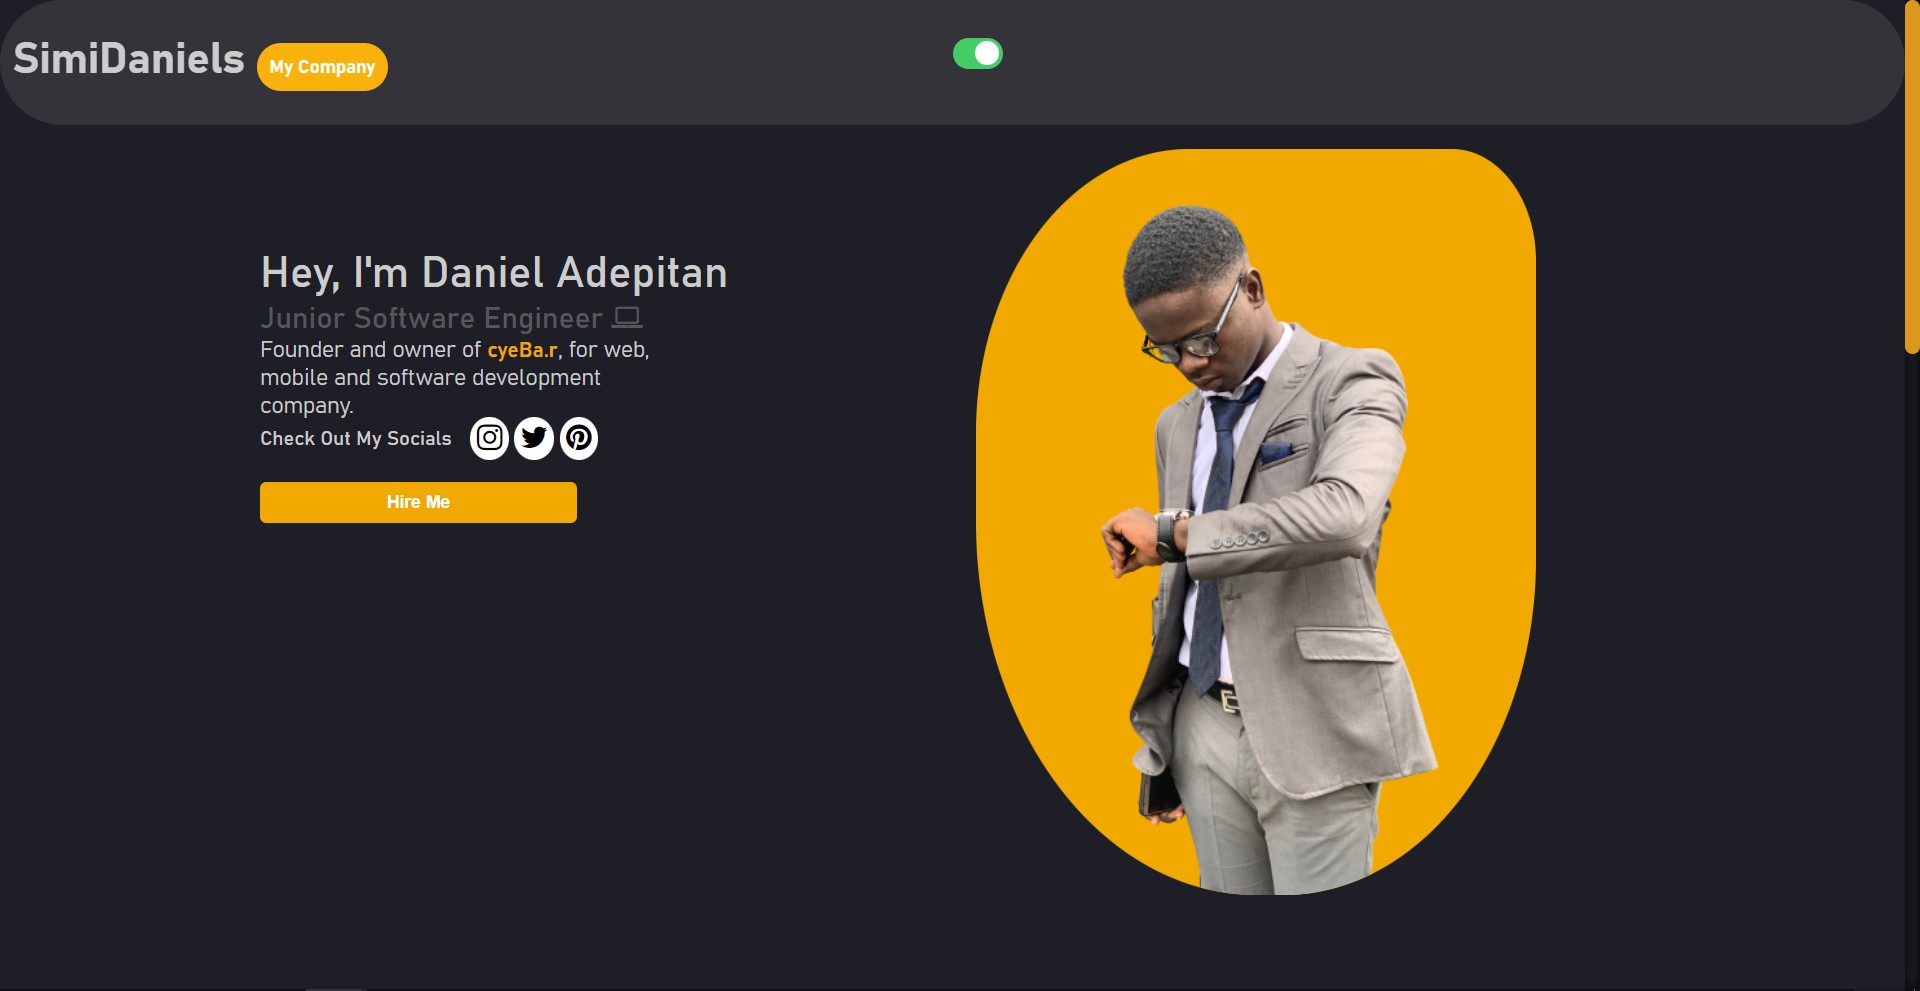 SimiDaniels
My Company
Hey, I'm Daniel Adepitan
Junior Software Engineer
Founder and owner of cyeBa.r, for web,
mobile and software development
company.
Check Out My Socials
Hire Me